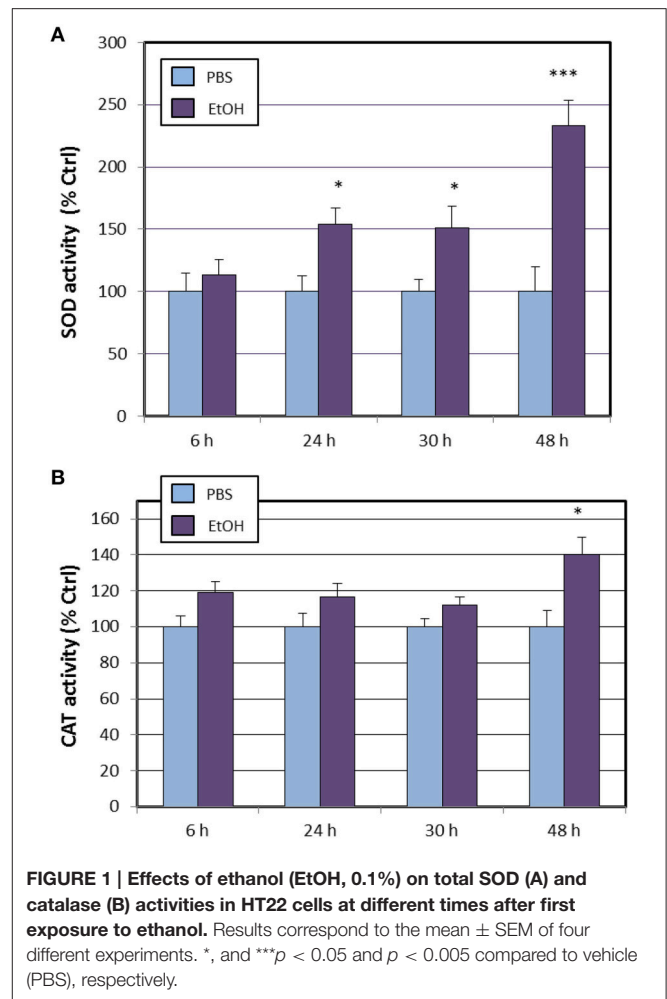 A
300
250
200
150
100
50
0
SOD activity (% Ctrl)
PBS
EtOH
*
*
***
6 h 24 h 30 h 48 h
B
160
140
120
100
80
60
40
20
0
CAT activity (% Ctrl)
PBS
EtOH
*
6 h 24 h 30 h 48 h
FIGURE 1 | Effects of ethanol (EtOH, 0.1%) on total SOD (A) and
catalase (B) activities in HT22 cells at different times after first
exposure to ethanol. Results correspond to the mean ± SEM of four
different experiments. *, and ***p < 0.05 and p < 0.005 compared to vehicle
(PBS), respectively.